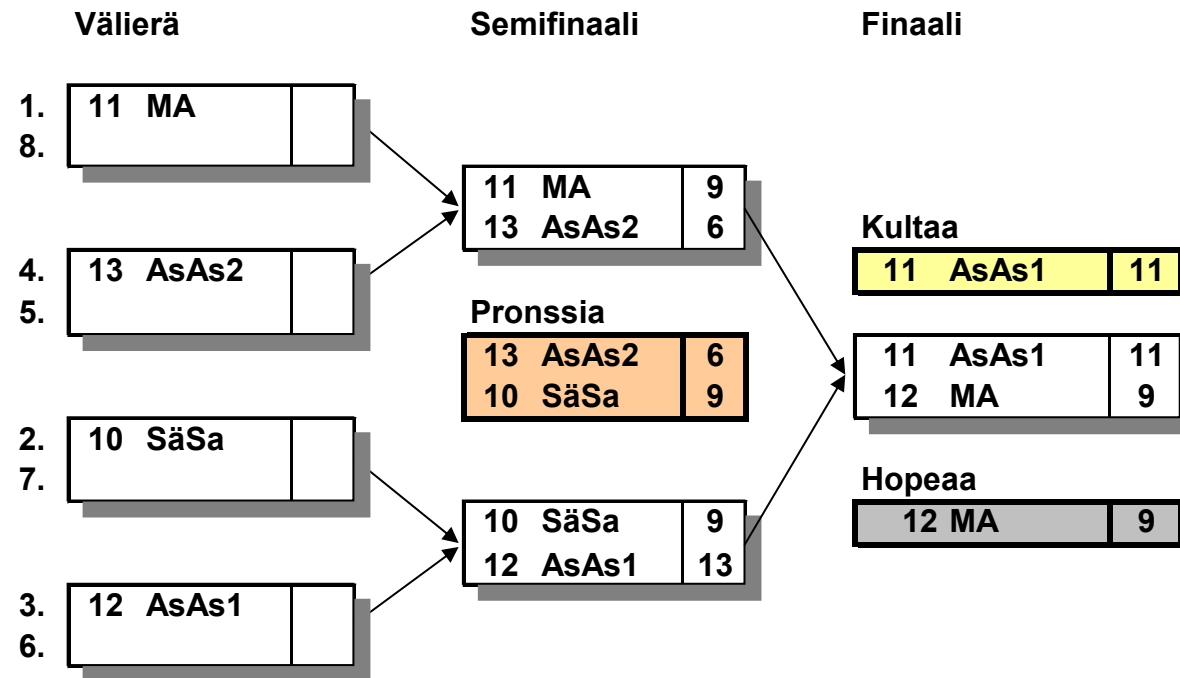 Välierä
Semifinaali
Finaali
1. 11 MA
8.
4. 13 AsAs2
5.
2. 10 SäSa
7.
3. 12 AsAs1
6.
11 MA 9
13 AsAs2 6
Pronssia
13 AsAs2 6
10 SäSa 9
10 SäSa 9
12 AsAs1 13
Kultaa
11 AsAs1 11
11 AsAs1 11
12 MA 9
Hopeaa
12 MA 9